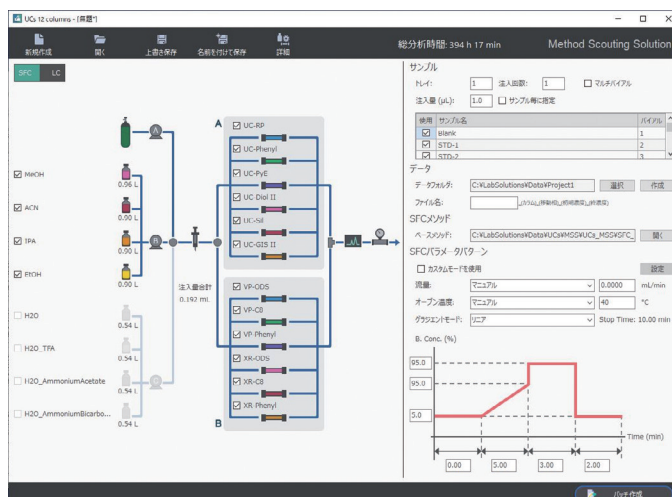 UCs 12 columns - [無題*]
新規作成
開く
上書き保存
名前を付けて保存
詳細
総分析時間: 394 h 17 min
Method Scouting Solution
SFC
LC
MeOH
0.96 L
ACN
0.90 L
IPA
0.90 L
EtOH
0.90 L
H2O
0.54 L
H2O_TFA
0.54 L
H2O_AmmoniumAcetate
0.54 L
H2O_AmmoniumBicarbo...
0.54 L
A
B
C
注入量合計
0.192 mL
A
UC-RP
UC-Phenyl
UC-PyE
UC-Diol II
UC-Sil
UC-GIS II
VP-ODS
VP-C8
VP-Phenyl
XR-ODS
XR-C8
XR-Phenyl
B
サンプル
トレイ: 1 注入回数: 1 マルチバイアル
注入量 (μL): 1.0 サンプル毎に指定
使用 サンプル名 バイアル
Blank 1
STD-1 2
STD-2 3
データ
データフォルダ: C:¥LabSolutions¥Data¥Project1 選択 作成
ファイル名:
SFCメソッド
ベースメソッド: C:¥LabSolutions¥Data¥UCs¥MSS¥UCs_MSS¥SFC_ 開く
SFCパラメータパターン
カスタムモードを使用 設定
流量: マニュアル 0.0000 mL/min
オーブン温度: マニュアル 40 °C
グラジエントモード: リニア Stop Time: 10.00 min
B. Conc. (%)
95.0
95.0
5.0
Time (min)
0.00 5.00 3.00 2.00
バッチ作成